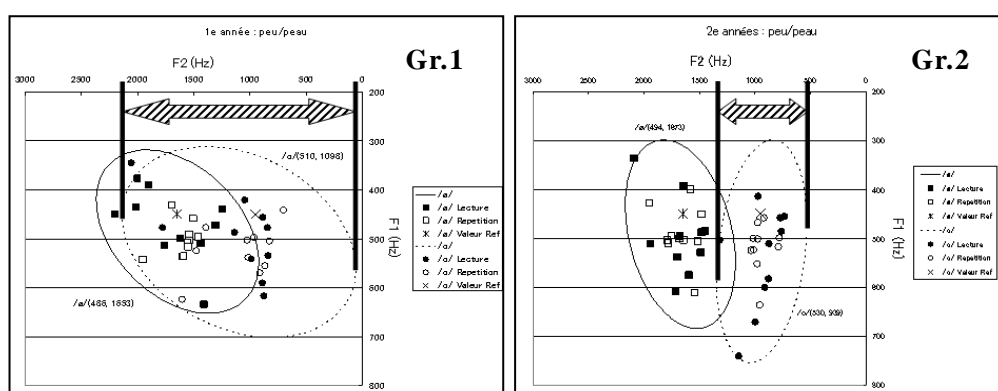 1e année : peu/peau
Gr.1
F2 (Hz)
3000 2500 2000 1500 1000 500 0
200
300
400
500
600
700
800
F1 (Hz)
/o/(510, 1098)
/ø/
/ø/ Lecture
/ø/ Repetition
/ø/ Valeur Ref
/o/
/o/ Lecture
/o/ Repetition
/o/ Valeur Ref
2e années : peu/peau
Gr.2
F2 (Hz)
3000 2500 2000 1500 1000 500 0
200
300
400
500
600
700
800
F1 (Hz)
/ø/(494, 1673)
/o/(530, 939)
/ø/
/ø/ Lecture
/ø/ Repetition
/ø/ Valeur Ref
/o/
/o/ Lecture
/o/ Repetition
/o/ Valeur Ref